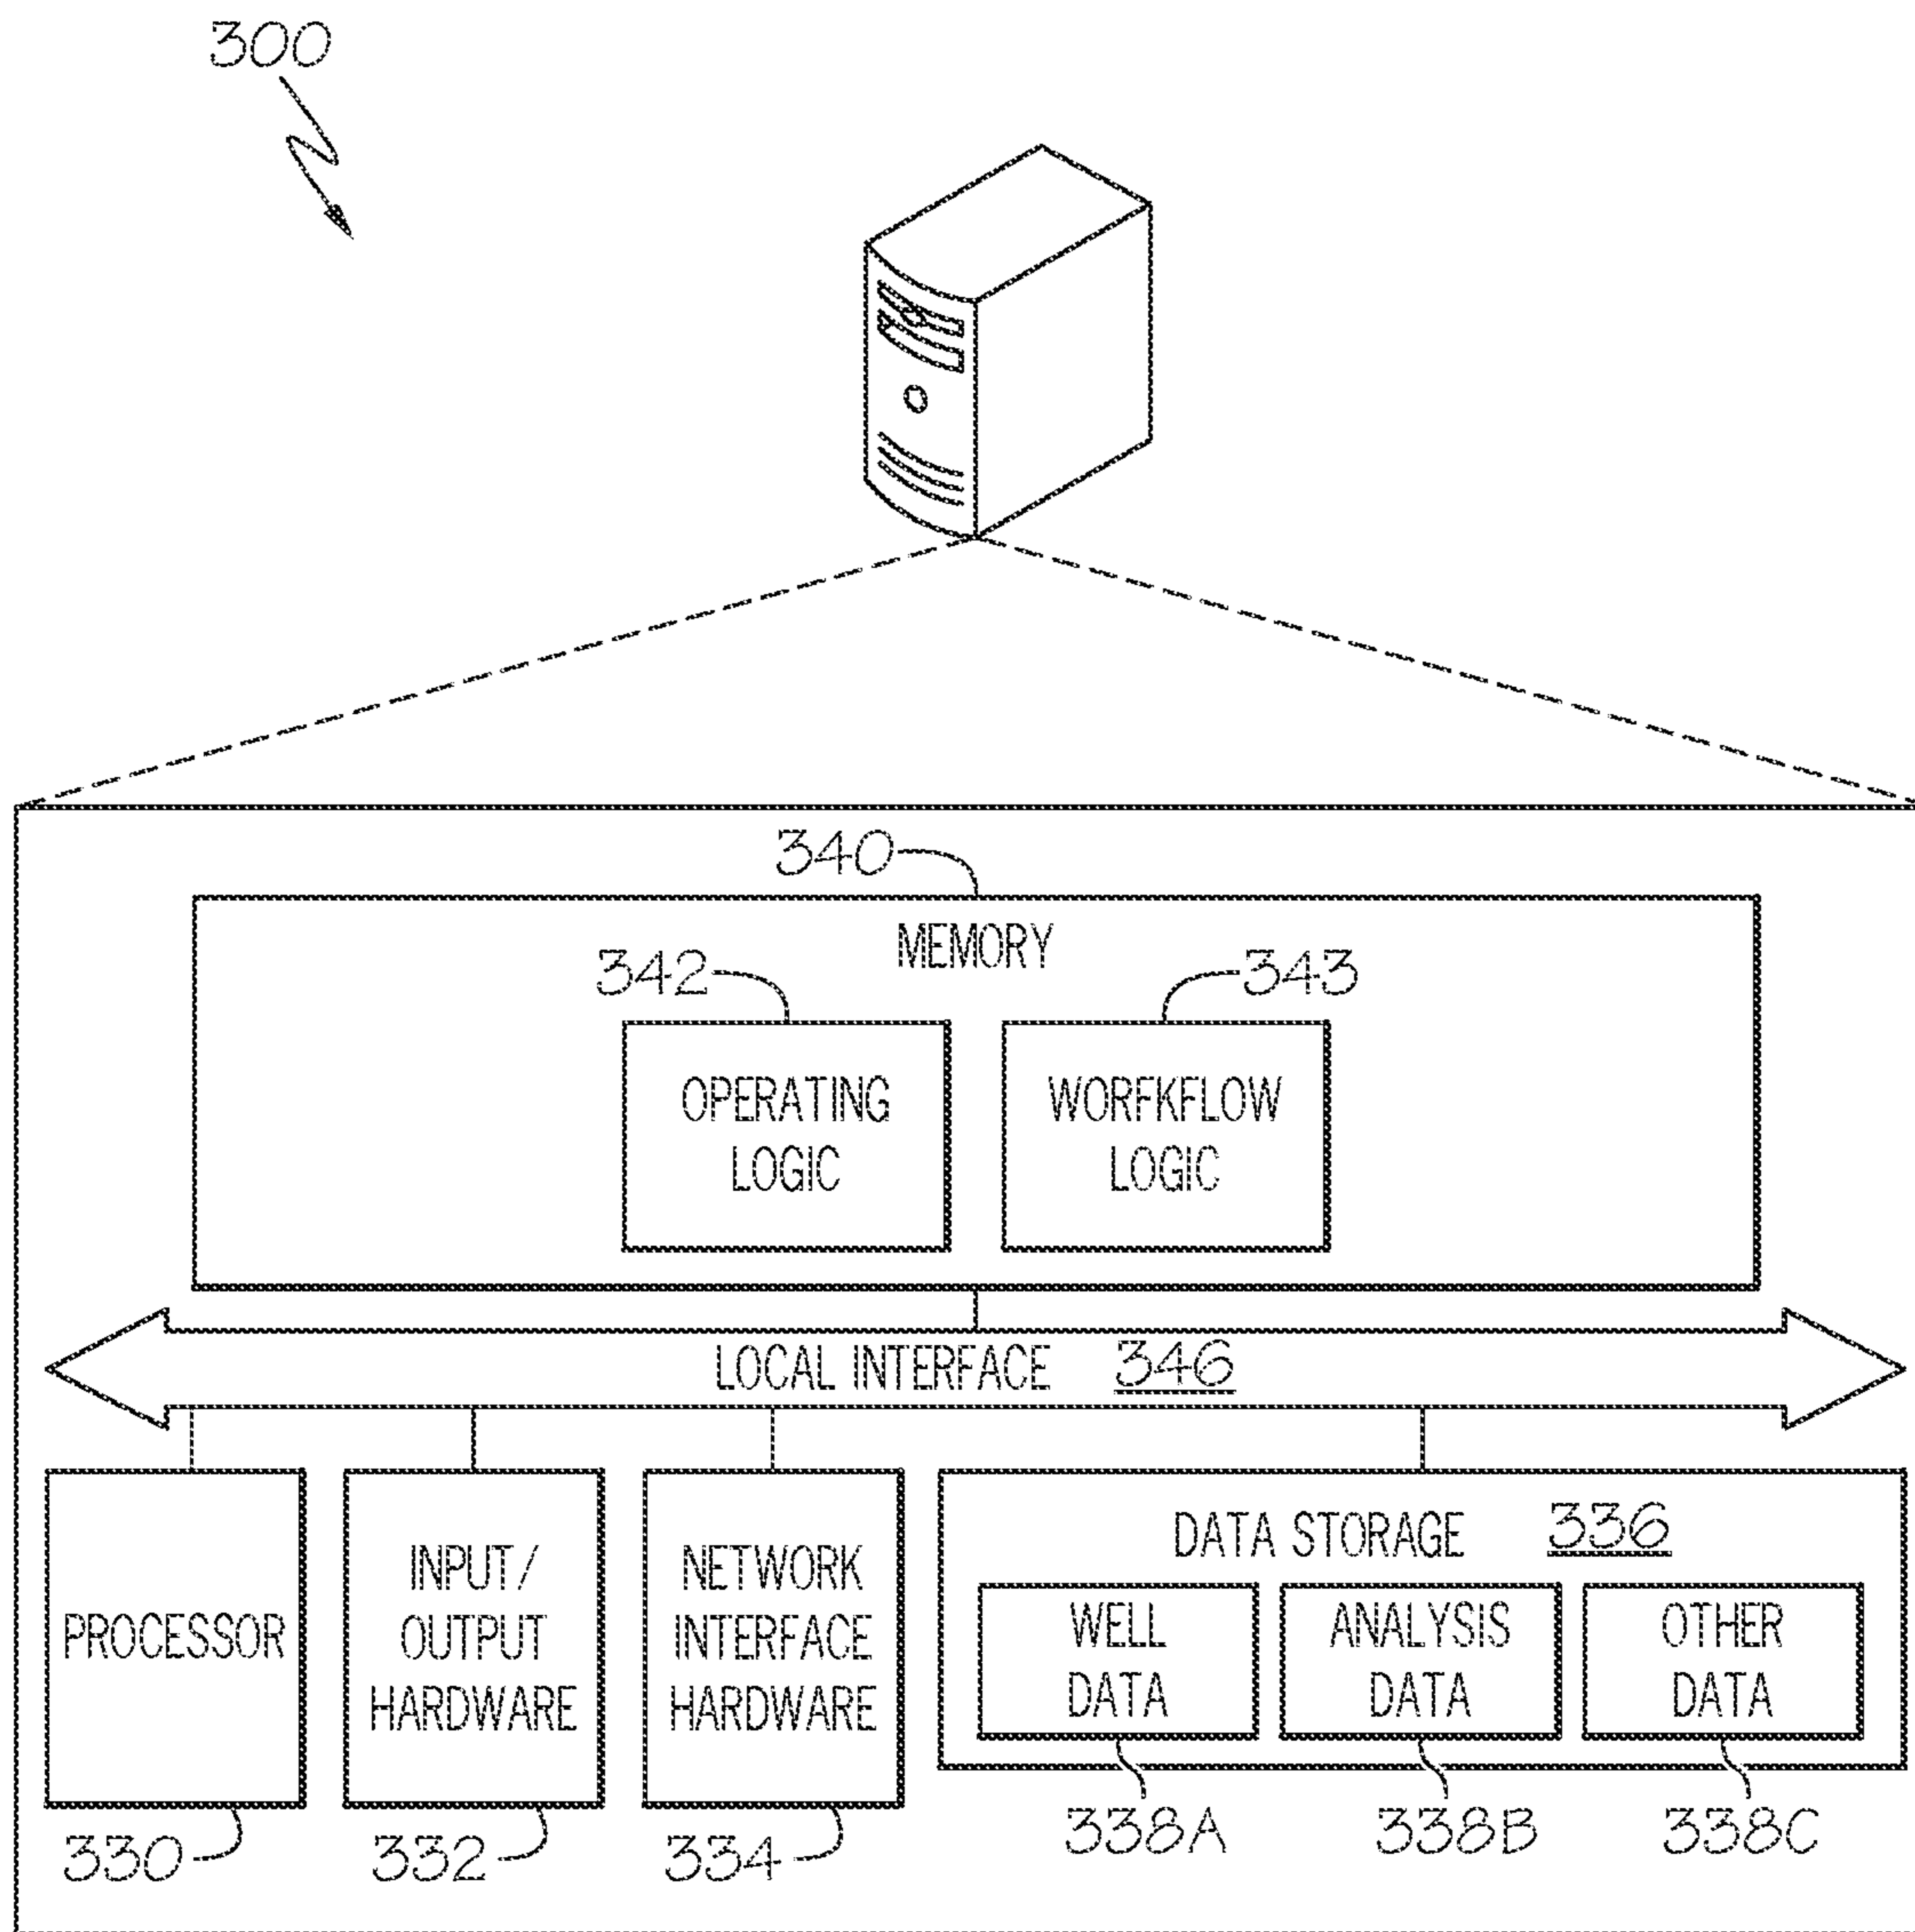 300
340
MEMORY
342
343
OPERATING
LOGIC
WORFKFLOW
LOGIC
LOCAL INTERFACE 346
PROCESSOR
INPUT/
OUTPUT
HARDWARE
NETWORK
INTERFACE
HARDWARE
DATA STORAGE 336
WELL
DATA
ANALYSIS
DATA
OTHER
DATA
330
332
334
338A
338B
338C